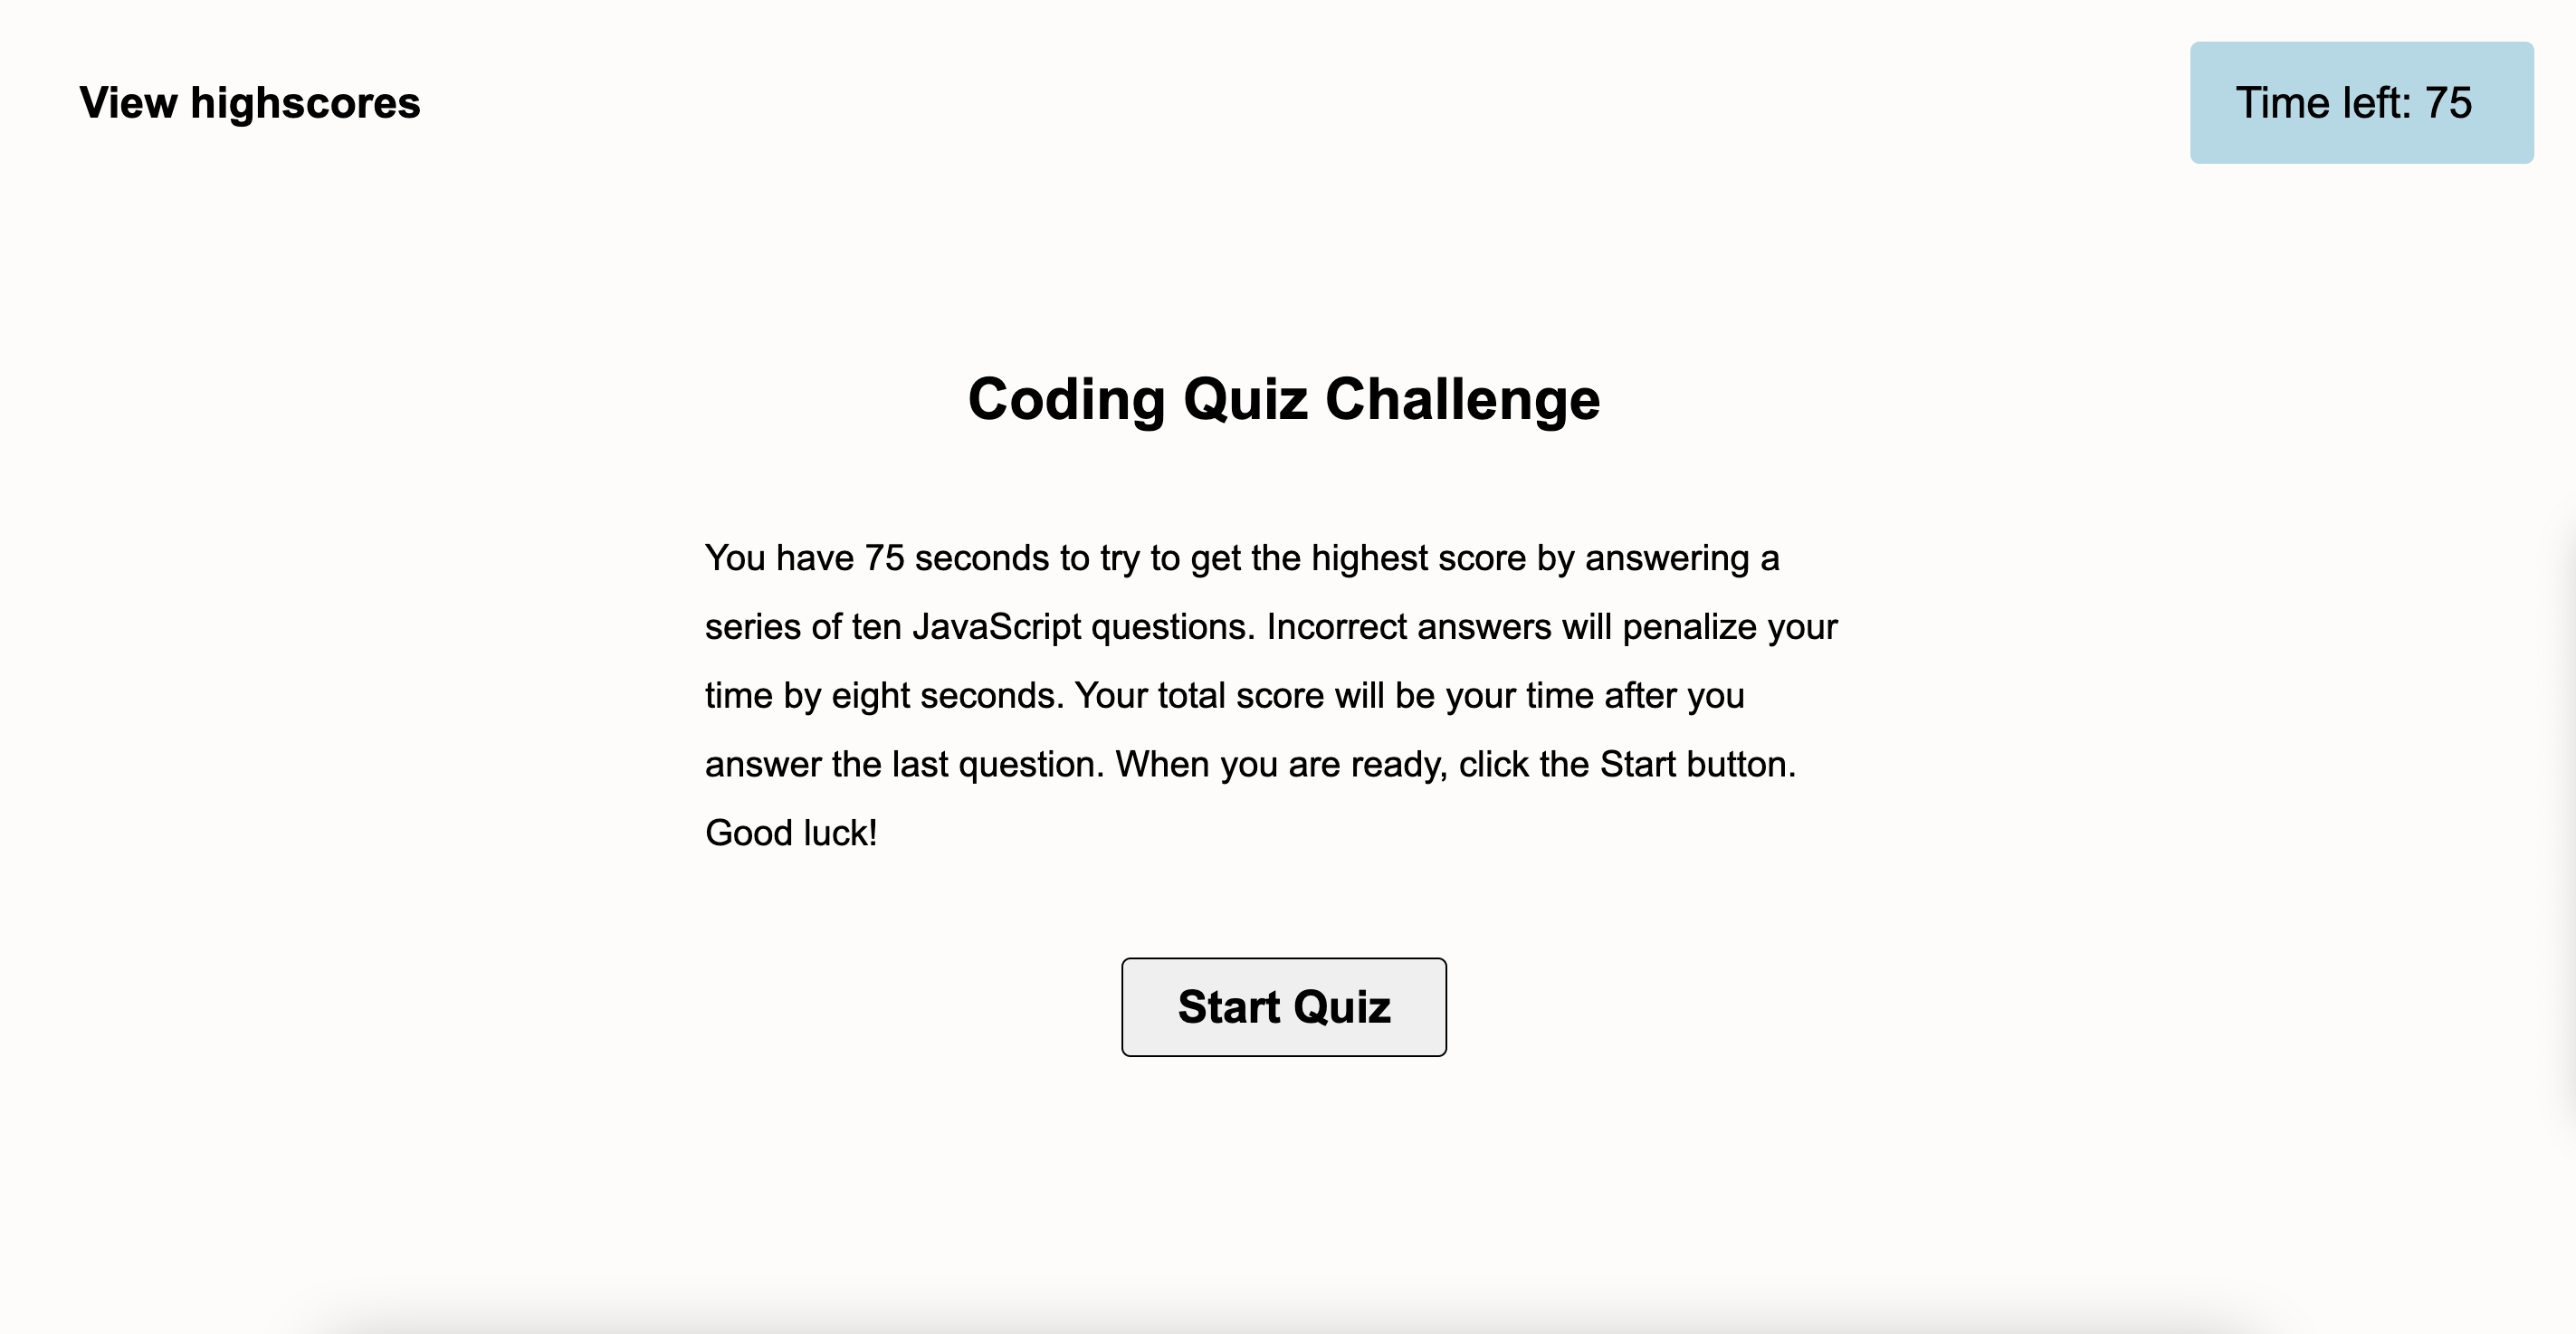 View highscores
Time left: 75
Coding Quiz Challenge
You have 75 seconds to try to get the highest score by answering a
series of ten JavaScript questions. Incorrect answers will penalize your
time by eight seconds. Your total score will be your time after you
answer the last question. When you are ready, click the Start button.
Good luck!
Start Quiz